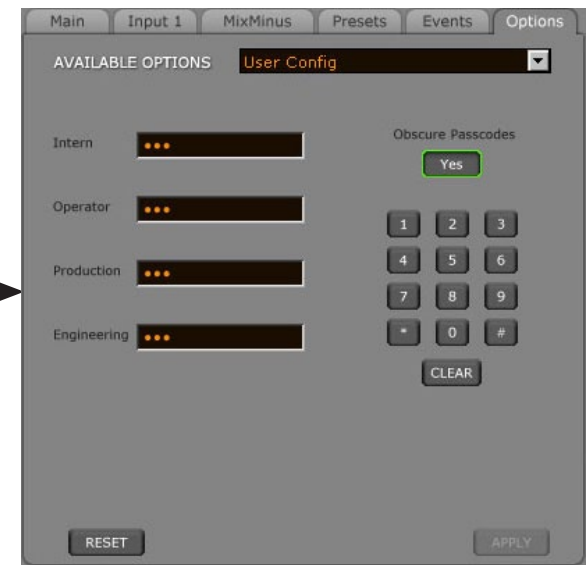 Main Input 1 MixMinus Presets Events Options
AVAILABLE OPTIONS User Config
Obscure Passcodes
Intern •••
Yes
Operator •••
1 2 3
Production •••
4 5 6
7 8 9
Engineering •••
* 0 #
CLEAR
RESET APPLY